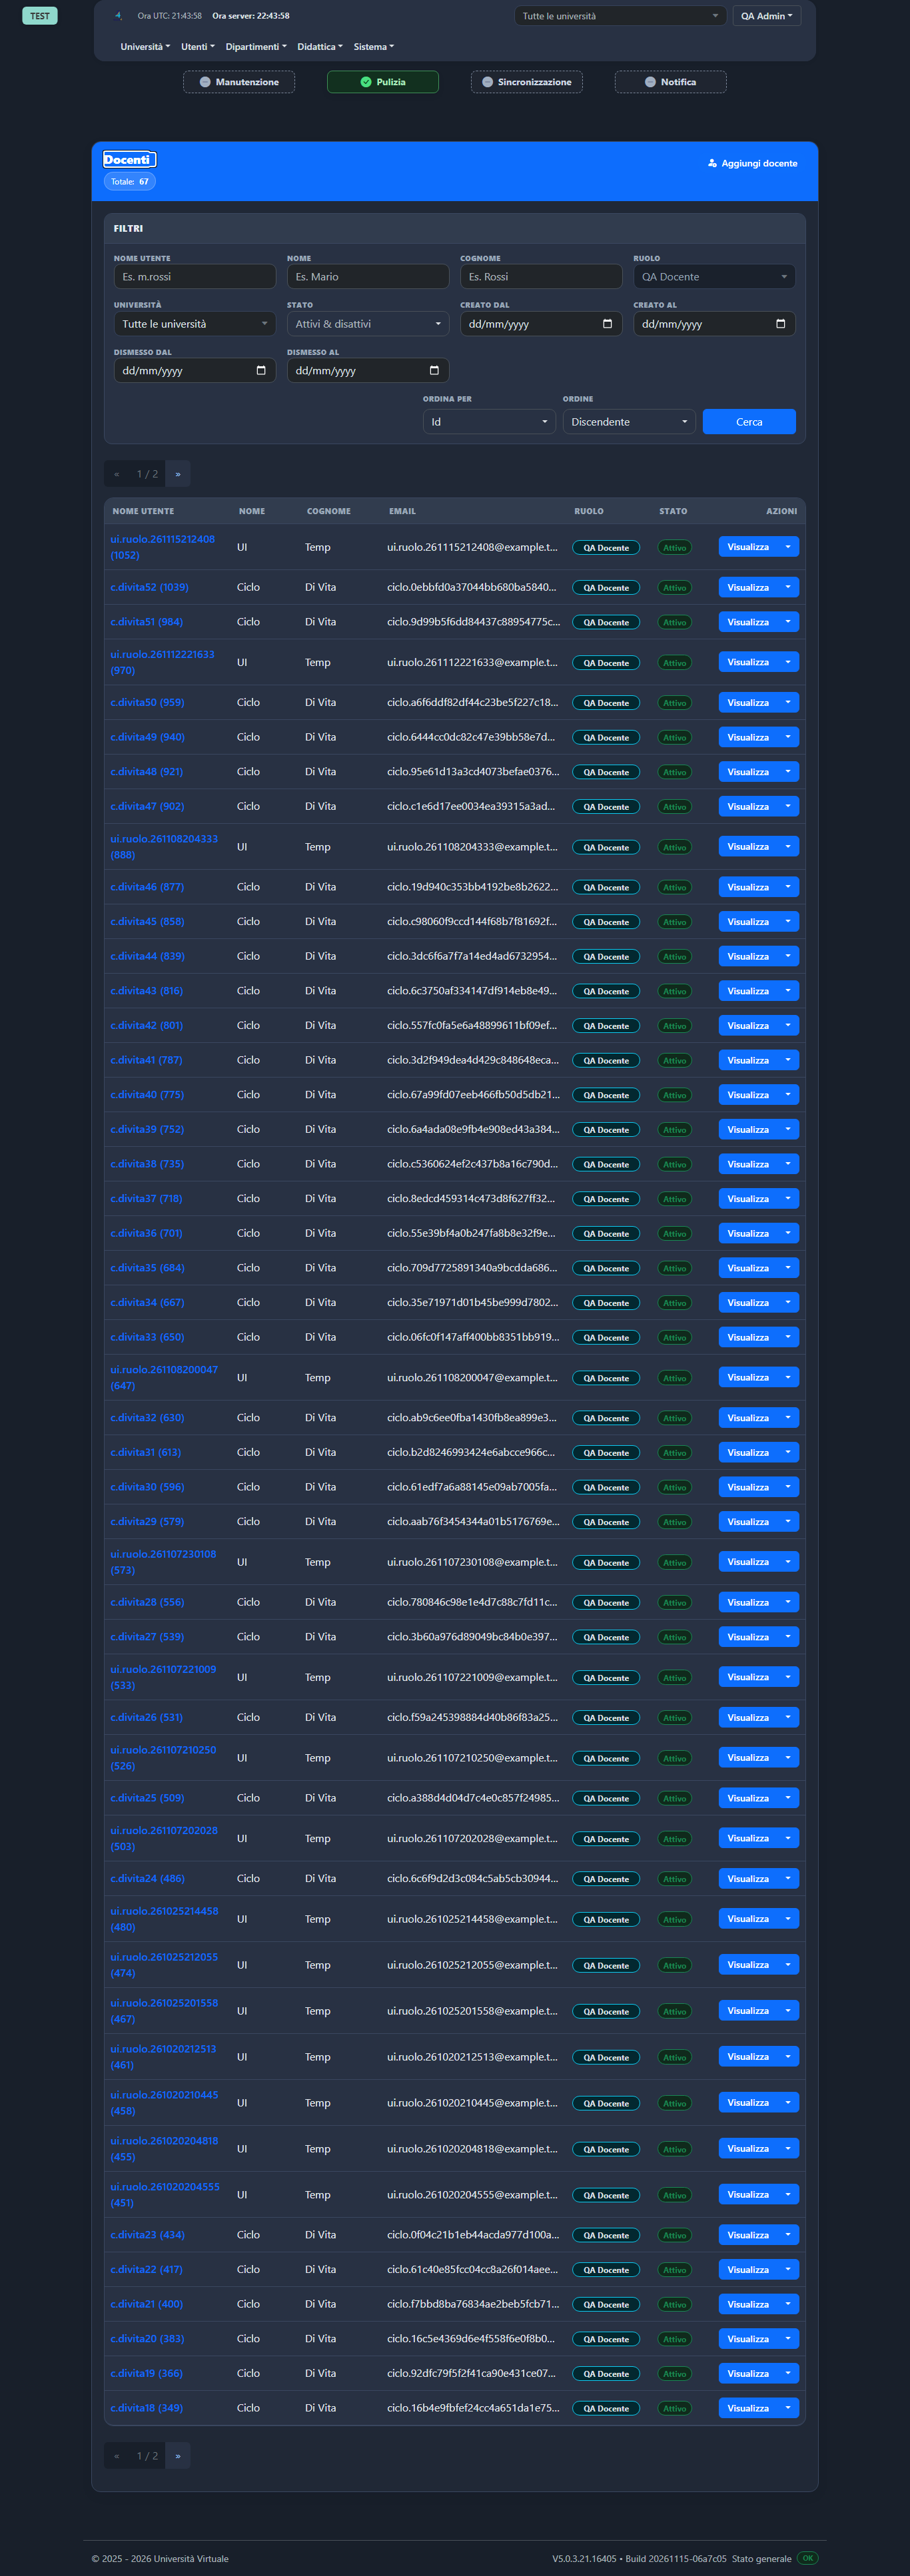 TEST
Ora UTC: 21:43:58 Ora server: 22:43:58 Tutte le università QA Admin
Università Utenti Dipartimenti Didattica Sistema
Manutenzione Pulizia Sincronizzazione Notifica
Docenti
Totale: 67
Aggiungi docente
FILTRI
NOME UTENTE NOME COGNOME RUOLO
Es. m.rossi Es. Mario Es. Rossi QA Docente
UNIVERSITÀ STATO CREATO DAL CREATO AL
Tutte le università Attivi & disattivi dd/mm/yyyy dd/mm/yyyy
DISMESSO DAL DISMESSO AL
dd/mm/yyyy dd/mm/yyyy
ORDINA PER ORDINE
Id Discendente Cerca
« 1 / 2 »
NOME UTENTE NOME COGNOME EMAIL RUOLO STATO AZIONI
ui.ruolo.261115212408 (1052) UI Temp ui.ruolo.261115212408@example.t... QA Docente Attivo Visualizza
c.divita52 (1039) Ciclo Di Vita ciclo.0ebbfd0a37044bb680ba5840... QA Docente Attivo Visualizza
c.divita51 (984) Ciclo Di Vita ciclo.9d99b5f6dd84437c88954775c... QA Docente Attivo Visualizza
ui.ruolo.261112221633 (970) UI Temp ui.ruolo.261112221633@example.t... QA Docente Attivo Visualizza
c.divita50 (959) Ciclo Di Vita ciclo.a6f6ddf82df44c23be5f227c18... QA Docente Attivo Visualizza
c.divita49 (940) Ciclo Di Vita ciclo.6444cc0dc82c47e39bb58e7d... QA Docente Attivo Visualizza
c.divita48 (921) Ciclo Di Vita ciclo.95e61d13a3cd4073befae0376... QA Docente Attivo Visualizza
c.divita47 (902) Ciclo Di Vita ciclo.c1e6d17ee0034ea39315a3ad... QA Docente Attivo Visualizza
ui.ruolo.261108204333 (888) UI Temp ui.ruolo.261108204333@example.t... QA Docente Attivo Visualizza
c.divita46 (877) Ciclo Di Vita ciclo.19d940c353bb4192be8b2622... QA Docente Attivo Visualizza
c.divita45 (858) Ciclo Di Vita ciclo.c98060f9ccd144f68b7f81692f... QA Docente Attivo Visualizza
c.divita44 (839) Ciclo Di Vita ciclo.3dc6f6a7f7a14ed4ad6732954... QA Docente Attivo Visualizza
c.divita43 (816) Ciclo Di Vita ciclo.6c3750af334147df914eb8e49... QA Docente Attivo Visualizza
c.divita42 (801) Ciclo Di Vita ciclo.557fc0fa5e6a48899611bf09ef... QA Docente Attivo Visualizza
c.divita41 (787) Ciclo Di Vita ciclo.3d2f949dea4d429c848648eca... QA Docente Attivo Visualizza
c.divita40 (775) Ciclo Di Vita ciclo.67a99fd07eeb466fb50d5db21... QA Docente Attivo Visualizza
c.divita39 (752) Ciclo Di Vita ciclo.6a4ada08e9fb4e908ed43a384... QA Docente Attivo Visualizza
c.divita38 (735) Ciclo Di Vita ciclo.c5360624ef2c437b8a16c790d... QA Docente Attivo Visualizza
c.divita37 (718) Ciclo Di Vita ciclo.8edcd459314c473d8f627ff32... QA Docente Attivo Visualizza
c.divita36 (701) Ciclo Di Vita ciclo.55e39bf4a0b247fa8b8e32f9e... QA Docente Attivo Visualizza
c.divita35 (684) Ciclo Di Vita ciclo.709d7725891340a9bcdda686... QA Docente Attivo Visualizza
c.divita34 (667) Ciclo Di Vita ciclo.35e71971d01b45be999d7802... QA Docente Attivo Visualizza
c.divita33 (650) Ciclo Di Vita ciclo.06fc0f147aff400bb8351bb919... QA Docente Attivo Visualizza
ui.ruolo.261108200047 (647) UI Temp ui.ruolo.261108200047@example.t... QA Docente Attivo Visualizza
c.divita32 (630) Ciclo Di Vita ciclo.ab9c6ee0fba1430fb8ea899e3... QA Docente Attivo Visualizza
c.divita31 (613) Ciclo Di Vita ciclo.b2d8246993424e6abcce966c... QA Docente Attivo Visualizza
c.divita30 (596) Ciclo Di Vita ciclo.61edf7a6a88145e09ab7005fa... QA Docente Attivo Visualizza
c.divita29 (579) Ciclo Di Vita ciclo.aab76f3454344a01b5176769e... QA Docente Attivo Visualizza
ui.ruolo.261107230108 (573) UI Temp ui.ruolo.261107230108@example.t... QA Docente Attivo Visualizza
c.divita28 (556) Ciclo Di Vita ciclo.780846c98e1e4d7c88c7fd11c... QA Docente Attivo Visualizza
c.divita27 (539) Ciclo Di Vita ciclo.3b60a976d89049bc84b0e397... QA Docente Attivo Visualizza
ui.ruolo.261107221009 (533) UI Temp ui.ruolo.261107221009@example.t... QA Docente Attivo Visualizza
c.divita26 (531) Ciclo Di Vita ciclo.f59a245398884d40b86f83a25... QA Docente Attivo Visualizza
ui.ruolo.261107210250 (526) UI Temp ui.ruolo.261107210250@example.t... QA Docente Attivo Visualizza
c.divita25 (509) Ciclo Di Vita ciclo.a388d4d04d7c4e0c857f24985... QA Docente Attivo Visualizza
ui.ruolo.261107202028 (503) UI Temp ui.ruolo.261107202028@example.t... QA Docente Attivo Visualizza
c.divita24 (486) Ciclo Di Vita ciclo.6c6f9d2d3c084c5ab5cb30944... QA Docente Attivo Visualizza
ui.ruolo.261025214458 (480) UI Temp ui.ruolo.261025214458@example.t... QA Docente Attivo Visualizza
ui.ruolo.261025212055 (474) UI Temp ui.ruolo.261025212055@example.t... QA Docente Attivo Visualizza
ui.ruolo.261025201558 (467) UI Temp ui.ruolo.261025201558@example.t... QA Docente Attivo Visualizza
ui.ruolo.261020212513 (461) UI Temp ui.ruolo.261020212513@example.t... QA Docente Attivo Visualizza
ui.ruolo.261020210445 (458) UI Temp ui.ruolo.261020210445@example.t... QA Docente Attivo Visualizza
ui.ruolo.261020204818 (455) UI Temp ui.ruolo.261020204818@example.t... QA Docente Attivo Visualizza
ui.ruolo.261020204555 (451) UI Temp ui.ruolo.261020204555@example.t... QA Docente Attivo Visualizza
c.divita23 (434) Ciclo Di Vita ciclo.0f04c21b1eb44acda977d100a... QA Docente Attivo Visualizza
c.divita22 (417) Ciclo Di Vita ciclo.61c40e85fcc04cc8a26f014aee... QA Docente Attivo Visualizza
c.divita21 (400) Ciclo Di Vita ciclo.f7bbd8ba76834ae2beb5fcb71... QA Docente Attivo Visualizza
c.divita20 (383) Ciclo Di Vita ciclo.16c5e4369d6e4f558f6e0f8b0... QA Docente Attivo Visualizza
c.divita19 (366) Ciclo Di Vita ciclo.92dfc79f5f2f41ca90e431ce07... QA Docente Attivo Visualizza
c.divita18 (349) Ciclo Di Vita ciclo.16b4e9fbfef24cc4a651da1e75... QA Docente Attivo Visualizza
« 1 / 2 »
© 2025 - 2026 Università Virtuale V5.0.3.21.16405 • Build 20261115-06a7c05 Stato generale OK